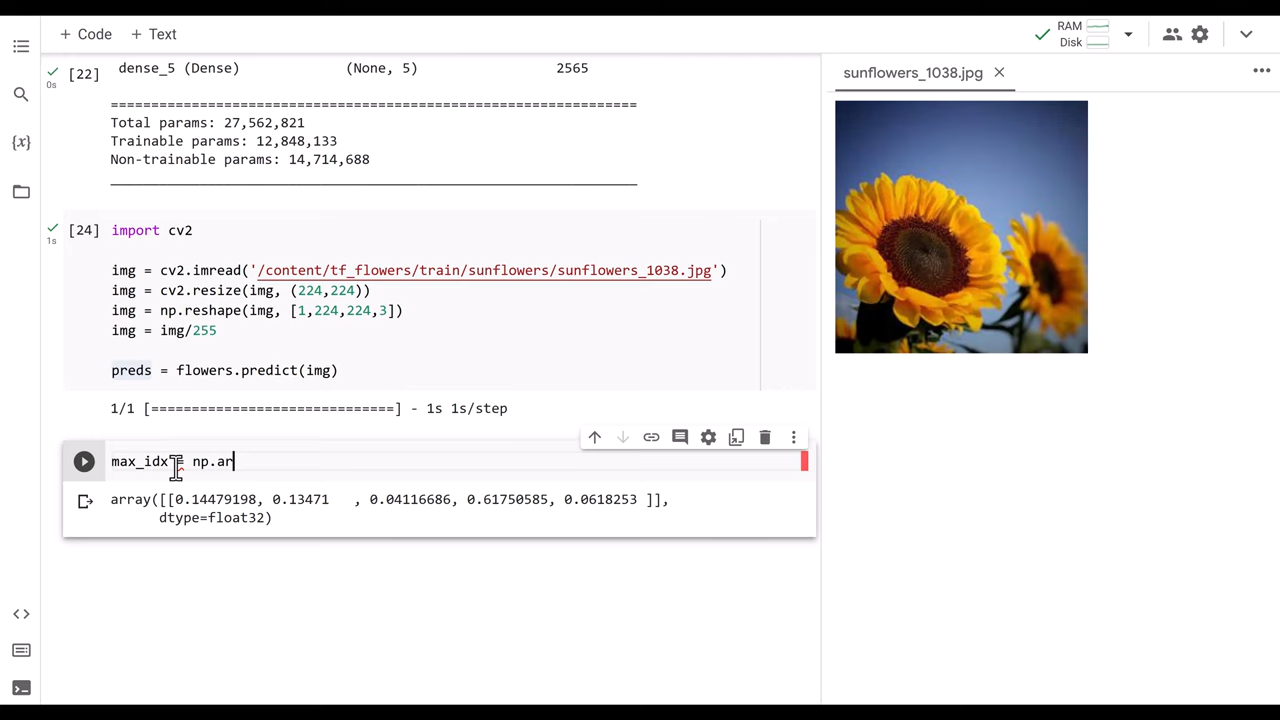 + Code + Text
RAM
Disk
[22]
0s
dense_5 (Dense) (None, 5) 2565
=================================================================
Total params: 27,562,821
Trainable params: 12,848,133
Non-trainable params: 14,714,688
_________________________________________________________________
[24]
1s
import cv2
img = cv2.imread('/content/tf_flowers/train/sunflowers/sunflowers_1038.jpg')
img = cv2.resize(img, (224,224))
img = np.reshape(img, [1,224,224,3])
img = img/255
preds = flowers.predict(img)
1/1 [==============================] - 1s 1s/step
max_idx = np.ar
array([[0.14479198, 0.13471   , 0.04116686, 0.61750585, 0.0618253 ]],
dtype=float32)
sunflowers_1038.jpg